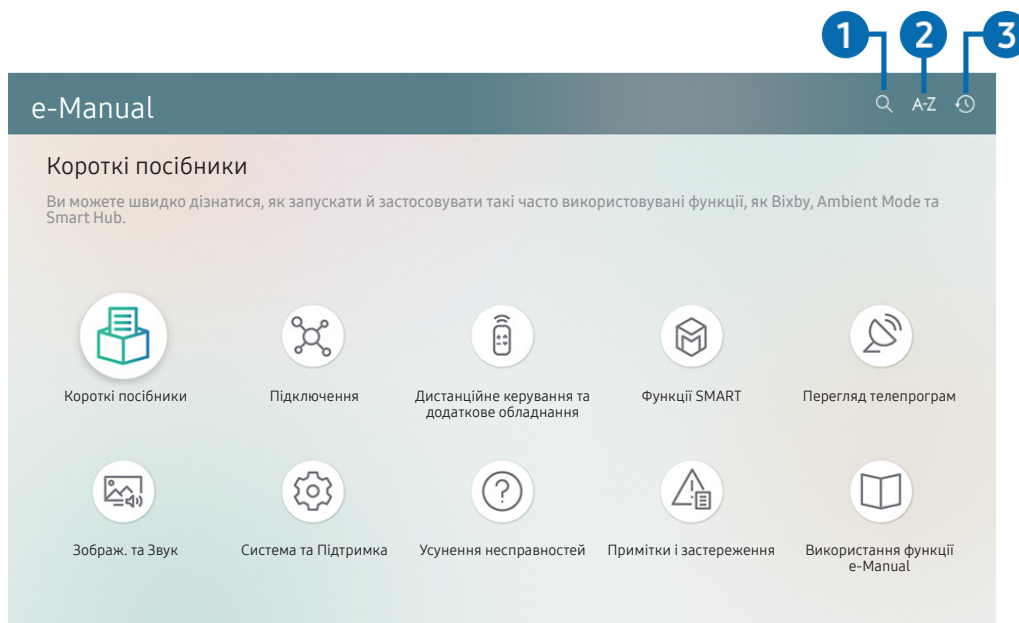 1 2 3
e-Manual
A-Z
Короткі посібники
Ви можете швидко дізнатися, як запускати й застосовувати такі часто використовувані функції, як Bixby, Ambient Mode та
Smart Hub.
Короткі посібники
Підключення
Дистанційне керування та
додаткове обладнання
Функції SMART
Перегляд телепрограм
Зображ. та Звук
Система та Підтримка
Усунення несправностей
Примітки і застереження
Використання функції
e-Manual